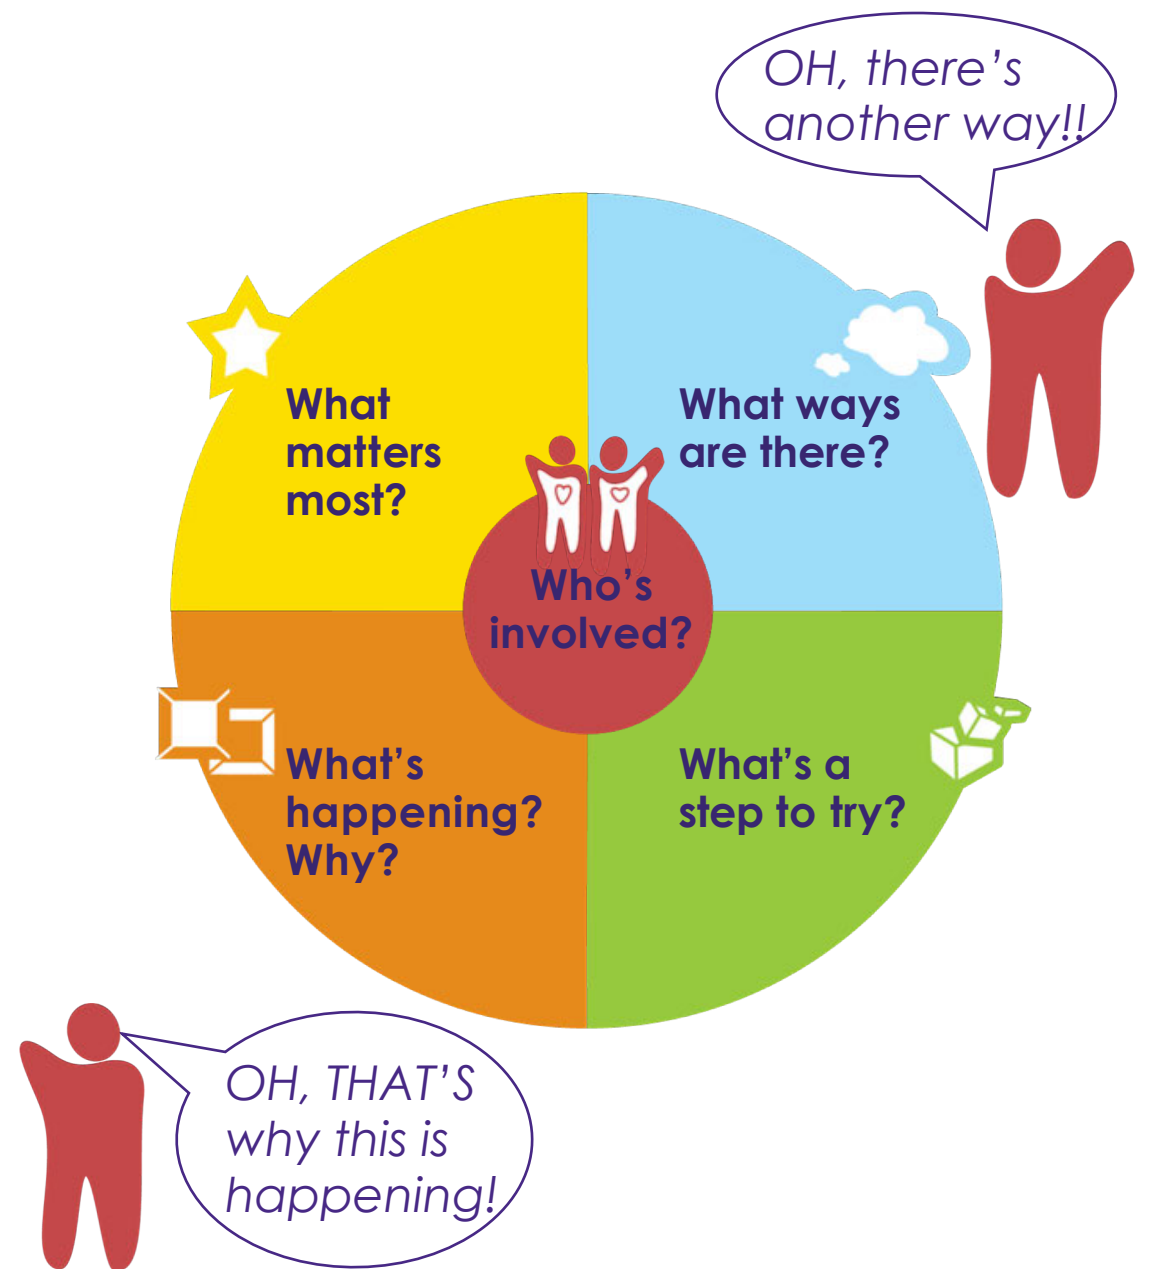 OH, there’s
another way!!
What
matters
most?
What ways
are there?
Who’s
involved?
What’s
happening?
Why?
What’s a
step to try?
OH, THAT’S
why this is
happening!